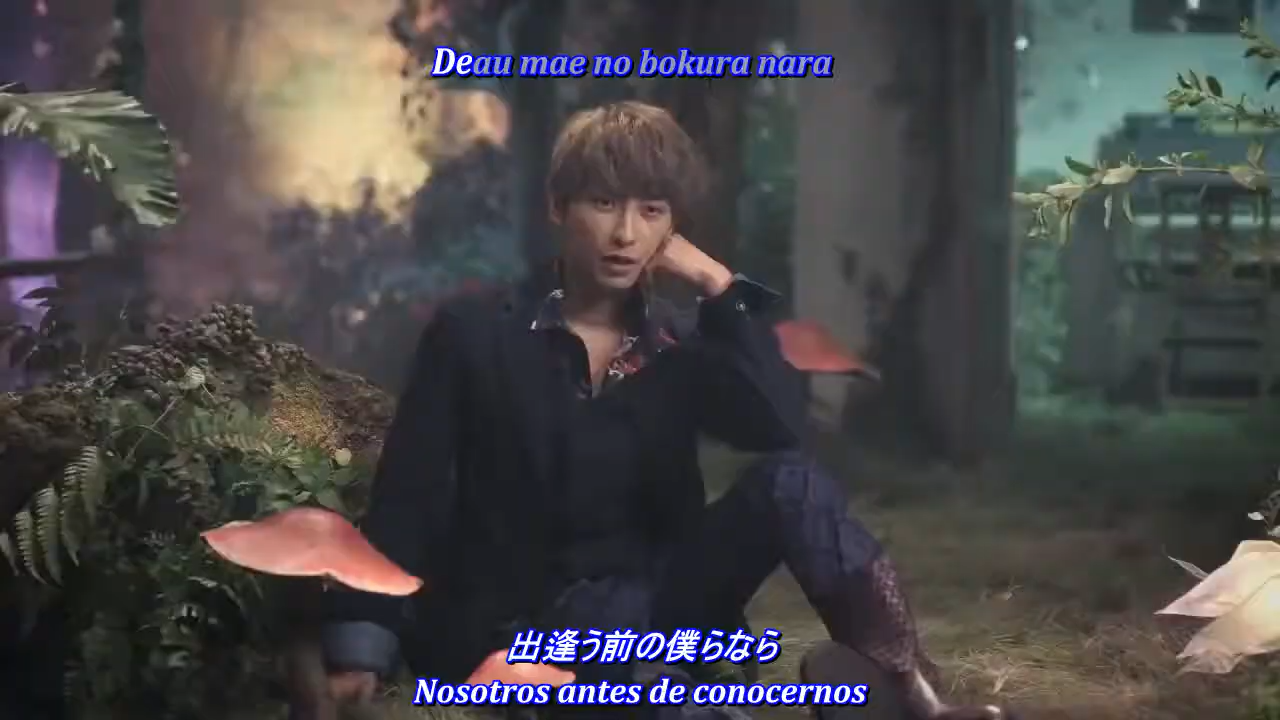 Deau mae no bokura nara
出逢う前の僕らなら
Nosotros antes de conocernos